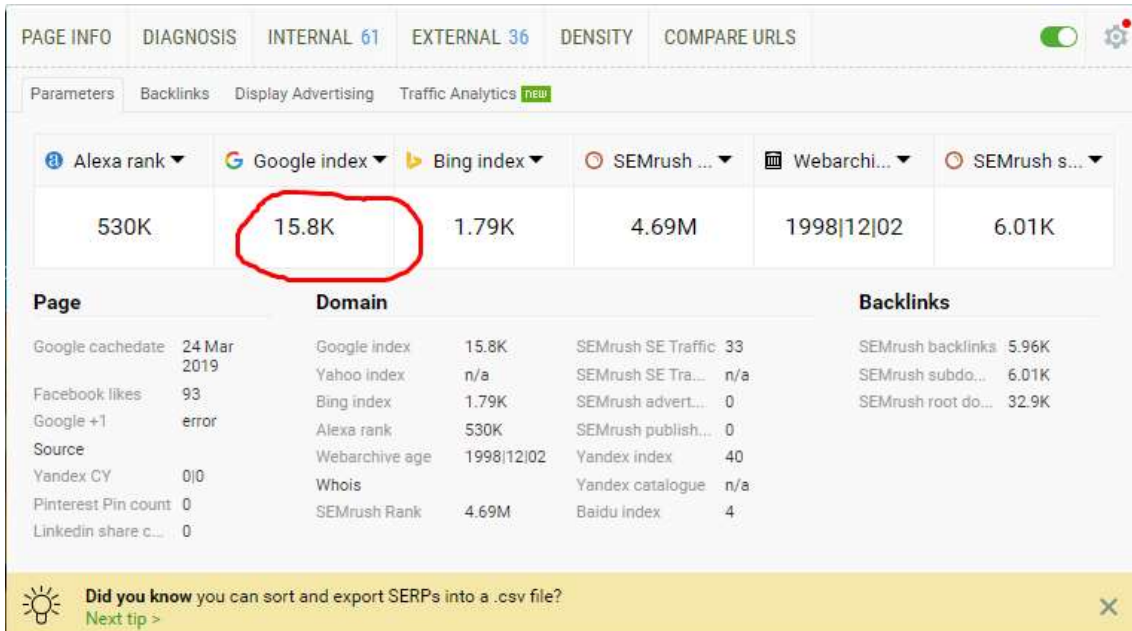 PAGE INFO DIAGNOSIS INTERNAL 61 EXTERNAL 36 DENSITY COMPARE URLS
Parameters Backlinks Display Advertising Traffic Analytics new
Alexa rank Google index Bing index SEMrush ... Webarchi... SEMrush s...
530K 15.8K 1.79K 4.69M 1998|12|02 6.01K
Page
Google cachedate 24 Mar 2019
Facebook likes 93
Google +1 error
Source
Yandex CY 0|0
Pinterest Pin count 0
Linkedin share c... 0
Domain
Google index 15.8K
Yahoo index n/a
Bing index 1.79K
Alexa rank 530K
Webarchive age 1998|12|02
Whois
SEMrush Rank 4.69M
SEMrush SE Traffic 33
SEMrush SE Tra... n/a
SEMrush advert... 0
SEMrush publish... 0
Yandex index 40
Yandex catalogue n/a
Baidu index 4
Backlinks
SEMrush backlinks 5.96K
SEMrush subdo... 6.01K
SEMrush root do... 32.9K
Did you know you can sort and export SERPs into a .csv file?
Next tip >